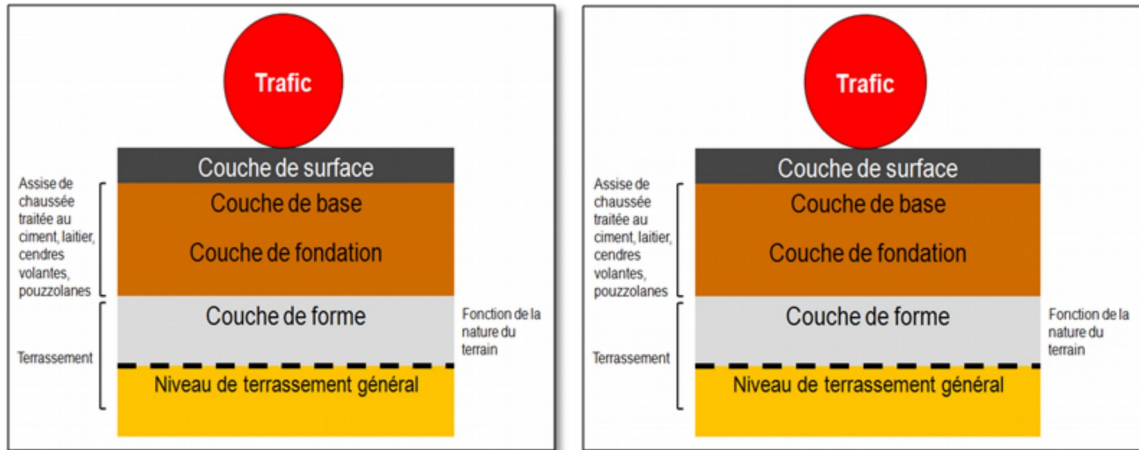 Trafic
Couche de surface
Assise de
chaussée
traitée au
ciment, laitier,
cendres
volantes,
pouzzolanes
Couche de base
Couche de fondation
Couche de forme
Fonction de la
nature du
terrain
Terrassement
Niveau de terrassement général
Trafic
Couche de surface
Assise de
chaussée
traitée au
ciment, laitier,
cendres
volantes,
pouzzolanes
Couche de base
Couche de fondation
Couche de forme
Fonction de la
nature du
terrain
Terrassement
Niveau de terrassement général